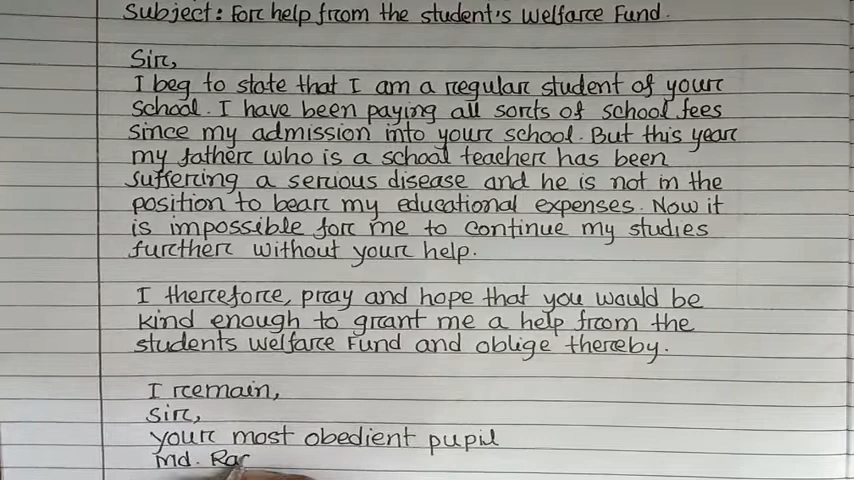 Subject: For help from the student's welfare Fund.
Sir,
I beg to state that I am a regular student of your
school. I have been paying all sorts of school fees
since my admission into your school. But this year
my father who is a school teacher has been
suffering a serious disease and he is not in the
position to bear my educational expenses. Now it
is impossible for me to continue my studies
further without your help.
I therefore, pray and hope that you would be
kind enough to grant me a help from the
students welfare Fund and oblige thereby.
I remain,
Sir,
your most obedient pupil
Md. Ra